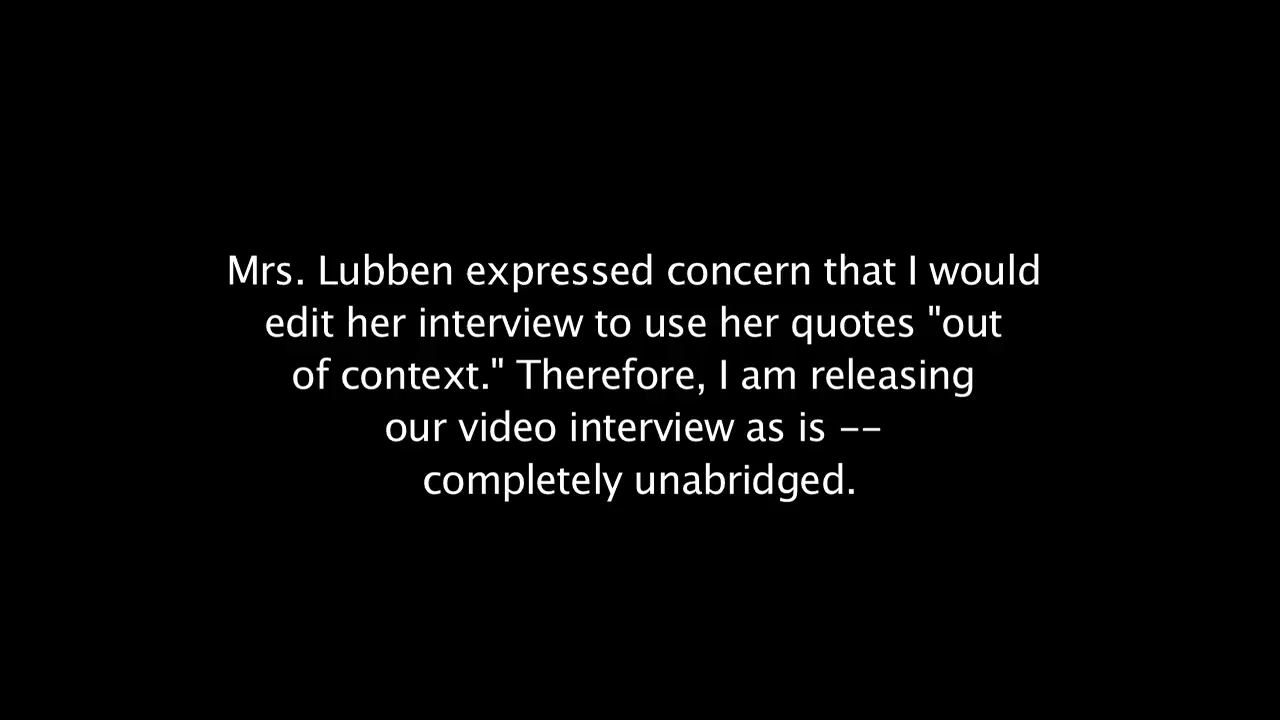 Mrs. Lubben expressed concern that I would
edit her interview to use her quotes "out
of context." Therefore, I am releasing
our video interview as is --
completely unabridged.